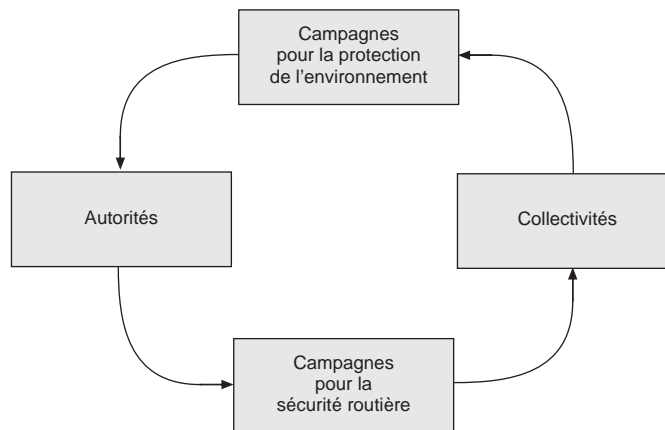 Campagnes
pour la protection
de l'environnement
Autorités
Collectivités
Campagnes
pour la
sécurité routière